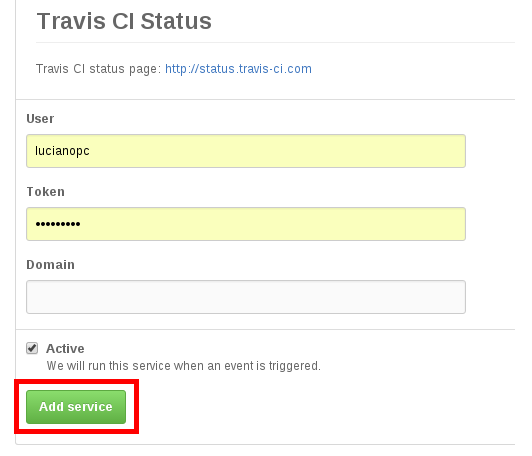 Travis CI Status
Travis CI status page: http://status.travis-ci.com
User
lucianopc
Token
•••••••••
Domain
Active
We will run this service when an event is triggered.
Add service